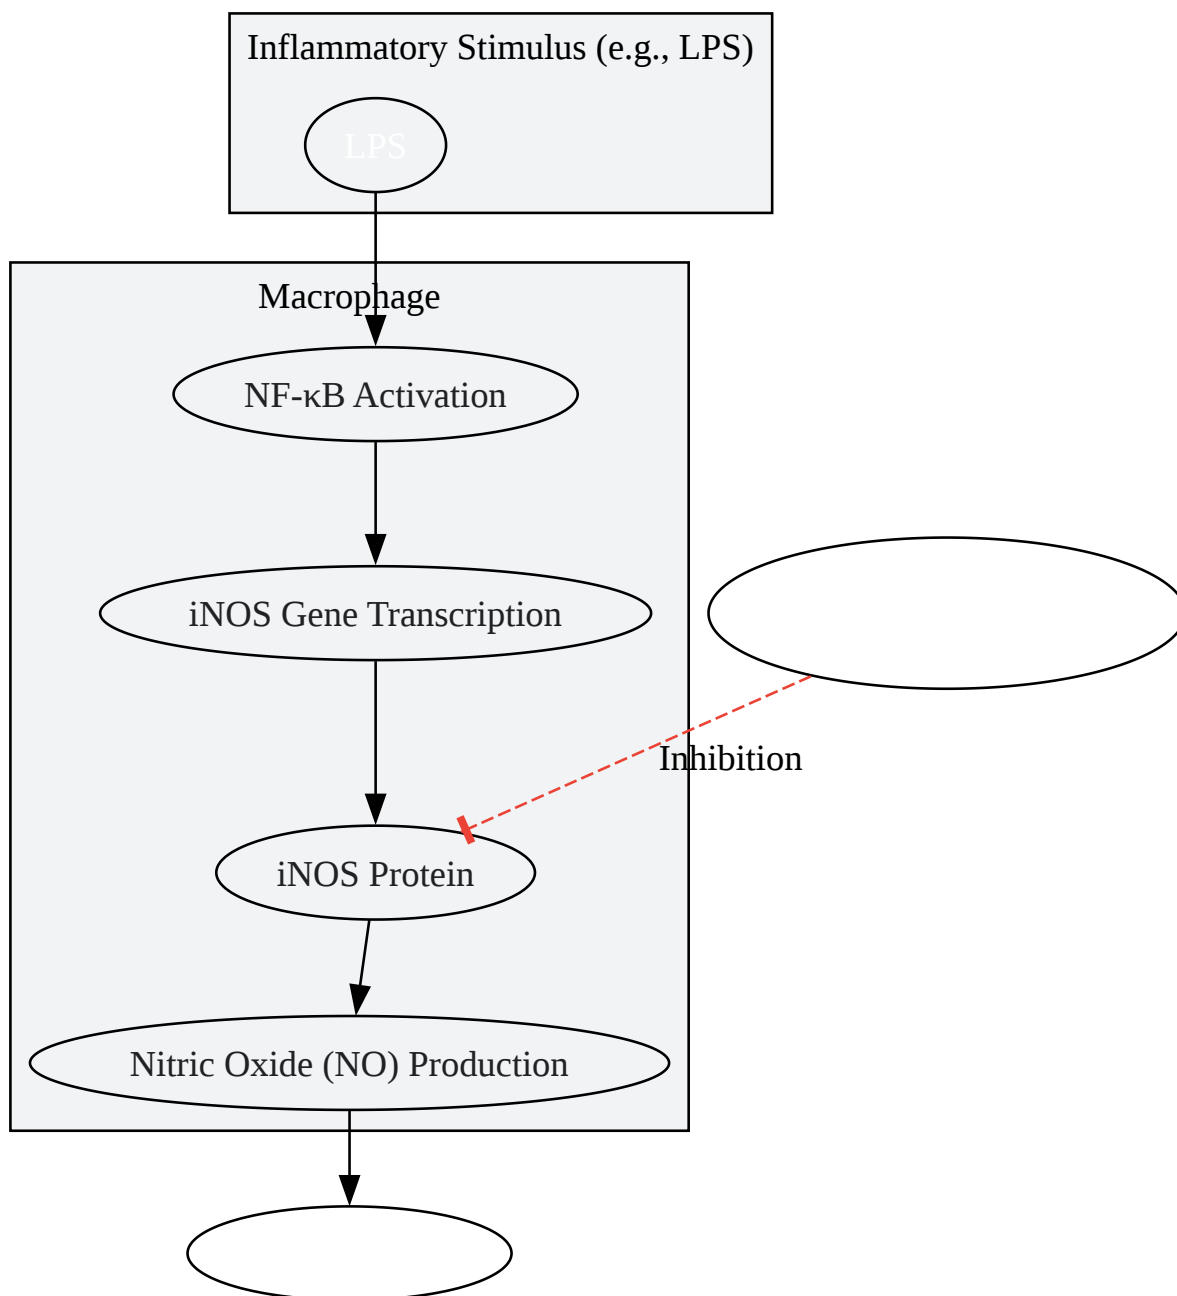 Inflammatory Stimulus (e.g., LPS)
LPS
Macrophage
NF-κB Activation
iNOS Gene Transcription
Inhibition
iNOS Protein
Nitric Oxide (NO) Production